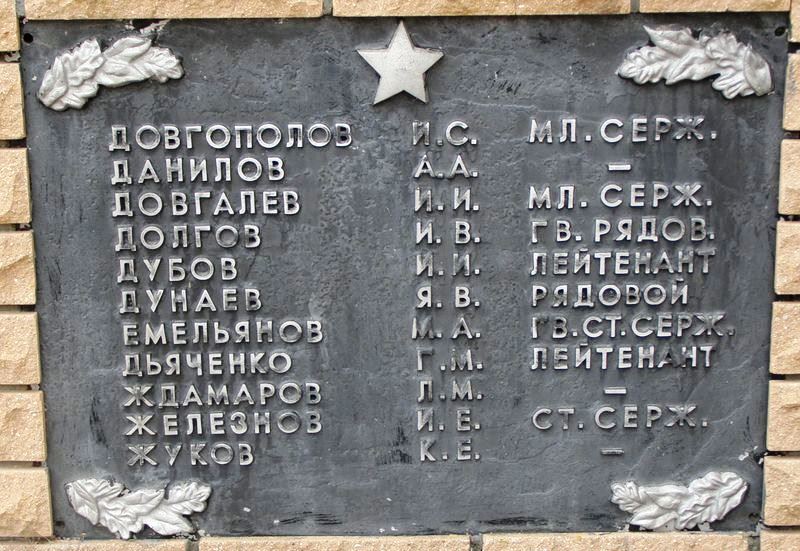 ДОВГОПОЛОВ И.С. МЛ.СЕРЖ.
ДАНИЛОВ А.А. –
ДОВГАЛЕВ И.И. МЛ.СЕРЖ.
ДОЛГОВ И.В. ГВ.РЯДОВ.
ДУБОВ И.И. ЛЕЙТЕНАНТ
ДУНАЕВ Я.В. РЯДОВОЙ
ЕМЕЛЬЯНОВ М.А. ГВ.СТ.СЕРЖ.
ДЬЯЧЕНКО Г.М. ЛЕЙТЕНАНТ
ЖДАМАРОВ Л.М. –
ЖЕЛЕЗНОВ И.Е. СТ.СЕРЖ.
ЖУКОВ К.Е. –